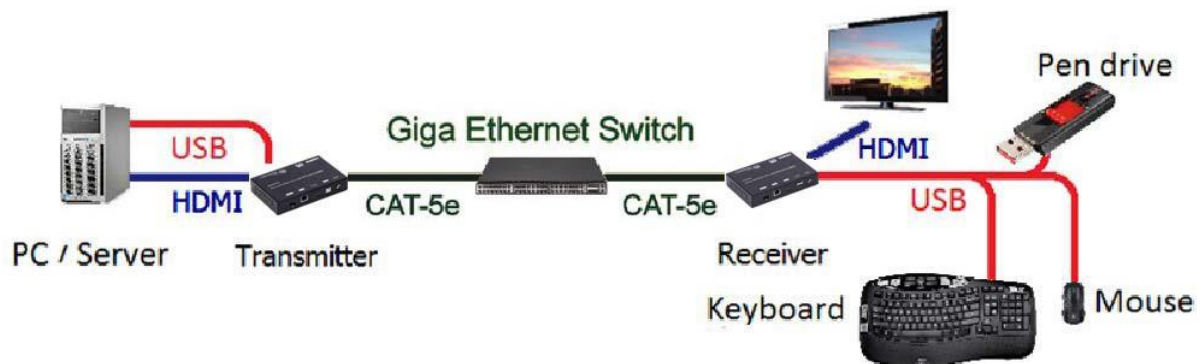 Pen drive
Giga Ethernet Switch
USB
HDMI
HDMI
CAT-5e
CAT-5e
USB
PC / Server
Transmitter
Receiver
Keyboard
Mouse